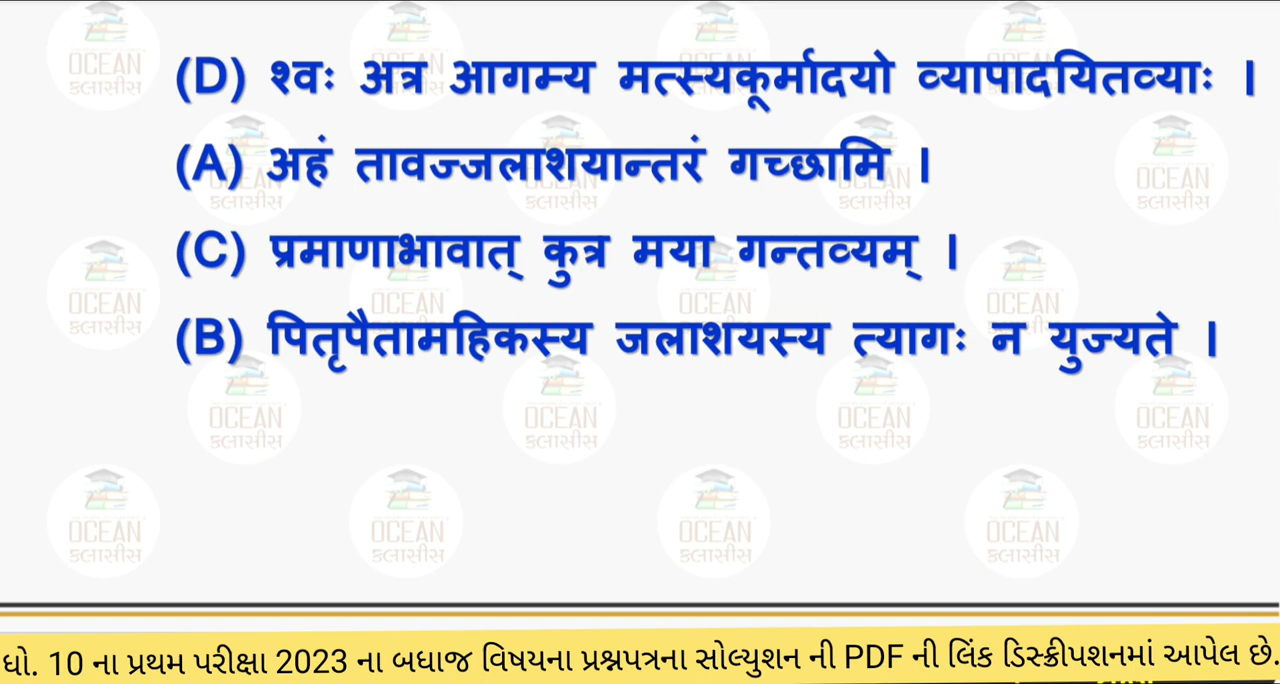 (D) श्वः अत्र आगम्य मत्स्यकूर्मादयो व्यापादयितव्याः ।
(A) अहं तावज्जलाशयान्तरं गच्छामि ।
(C) प्रमाणाभावात् कुत्र मया गन्तव्यम् ।
(B) पितृपैतामहिकस्य जलाशयस्य त्यागः न युज्यते ।
OCEAN
ક્લાસીસ
ધો. 10 ના પ્રથમ પરીક્ષા 2023 ના બધાજ વિષયના પ્રશ્નપત્રના સોલ્યુશન ની PDF ની લિંક ડિસ્ક્રીપશનમાં આપેલ છે.